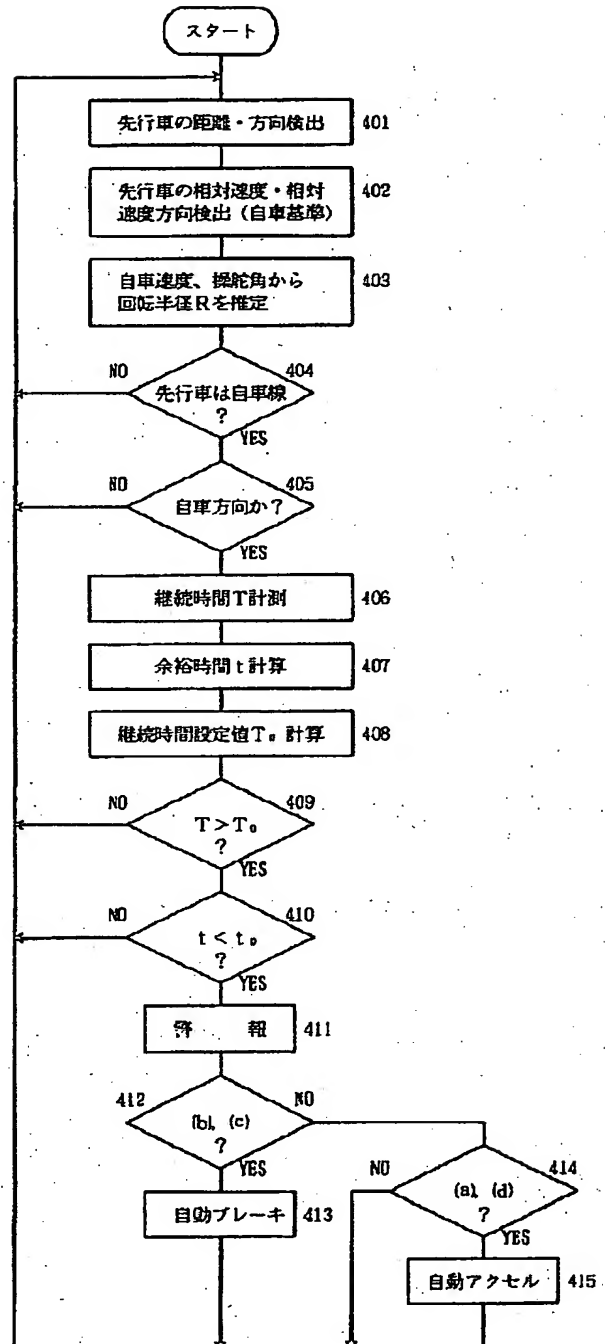 スタート
先行車の距離・方向検出 401
先行車の相対速度・相対
速度方向検出(自車基準) 402
自車速度、操舵角から
回転半径Rを推定 403
NO 404
先行車は自車線
?
YES
NO 405
自車方向か?
YES
継続時間T計測 406
余裕時間t計算 407
継続時間設定値T₀計算 408
NO 409
T>T₀
?
YES
NO 410
t<t₀
?
YES
警 報 411
412 NO
(b), (c)
?
YES
NO 414
(a), (d)
?
YES
自動ブレーキ 413
自動アクセル 415